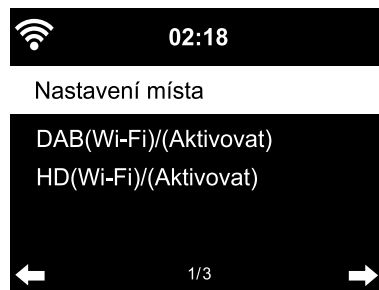 02:18
Nastavení místa
DAB(Wi-Fi)/(Aktivovat)
HD(Wi-Fi)/(Aktivovat)
1/3